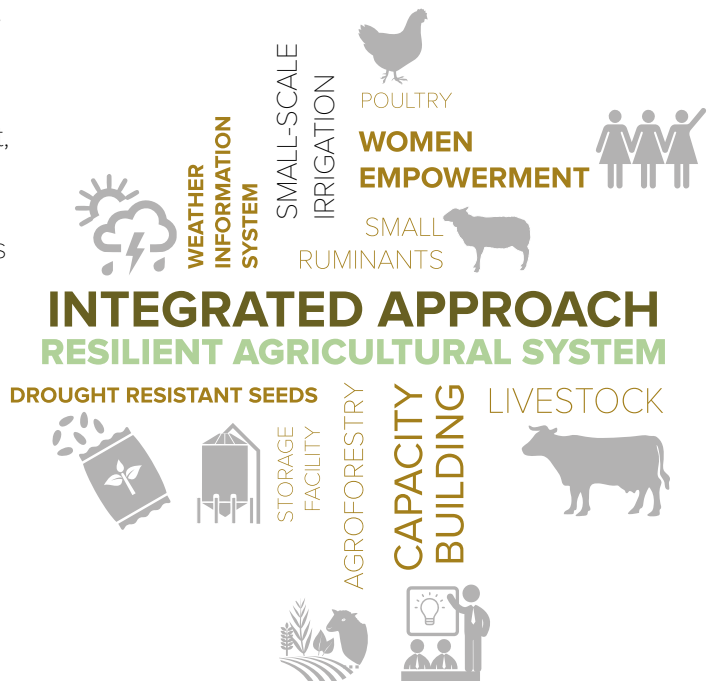 POULTRY
WOMEN
EMPOWERMENT
SMALL-SCALE
IRRIGATION
WEATHER
INFORMATION
SYSTEM
SMALL
RUMINANTS
INTEGRATED APPROACH
RESILIENT AGRICULTURAL SYSTEM
DROUGHT RESISTANT SEEDS
STORAGE
FACILITY
AGROFORESTRY
CAPACITY
BUILDING
LIVESTOCK